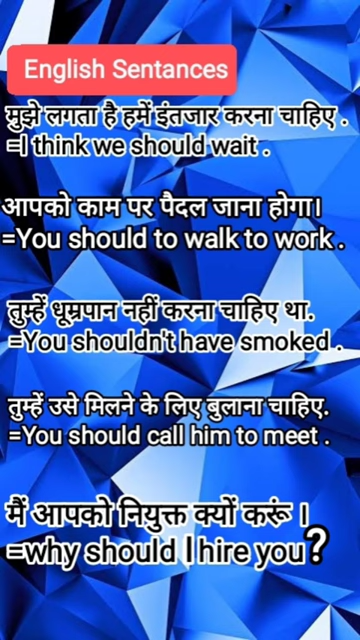 English Sentances
मुझे लगता है हमें इंतजार करना चाहिए .
=I think we should wait .
आपको काम पर पैदल जाना होगा।
=You should to walk to work .
तुम्हें धूम्रपान नहीं करना चाहिए था.
=You shouldn't have smoked .
तुम्हें उसे मिलने के लिए बुलाना चाहिए.
=You should call him to meet .
मैं आपको नियुक्त क्यों करूं ।
=why should I hire you?